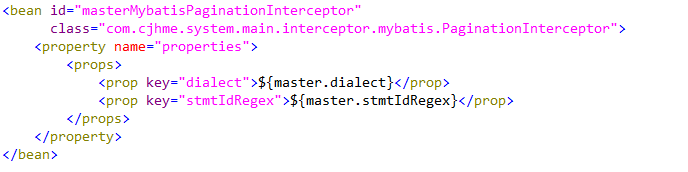 <bean id="masterMybatisPaginationInterceptor"
class="com.cjhme.system.main.interceptor.mybatis.PaginationInterceptor">
<property name="properties">
<props>
<prop key="dialect">${master.dialect}</prop>
<prop key="stmtIdRegex">${master.stmtIdRegex}</prop>
</props>
</property>
</bean>